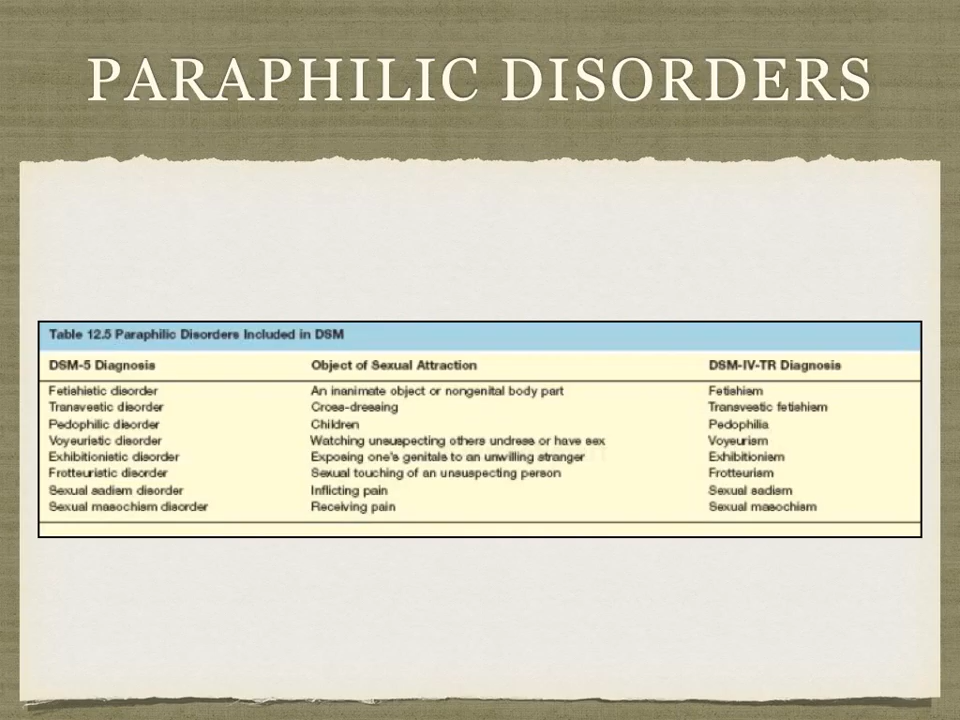 PARAPHILIC DISORDERS
Table 12.5 Paraphilic Disorders Included in DSM
DSM-5 Diagnosis Object of Sexual Attraction DSM-IV-TR Diagnosis
Fetishistic disorder An inanimate object or nongenital body part Fetishism
Transvestic disorder Cross-dressing Transvestic fetishism
Pedophilic disorder Children Pedophilia
Voyeuristic disorder Watching unsuspecting others undress or have sex Voyeurism
Exhibitionistic disorder Exposing one's genitals to an unwilling stranger Exhibitionism
Frotteuristic disorder Sexual touching of an unsuspecting person Frotteurism
Sexual sadism disorder Inflicting pain Sexual sadism
Sexual masochism disorder Receiving pain Sexual masochism